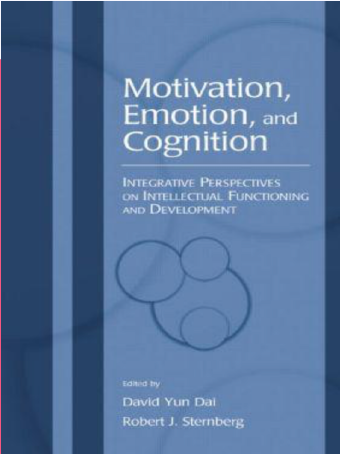 Motivation,
Emotion, and
Cognition
INTEGRATIVE PERSPECTIVES
ON INTELLECTUAL FUNCTIONING
AND DEVELOPMENT
Edited by
David Yun Dai
Robert J. Sternberg